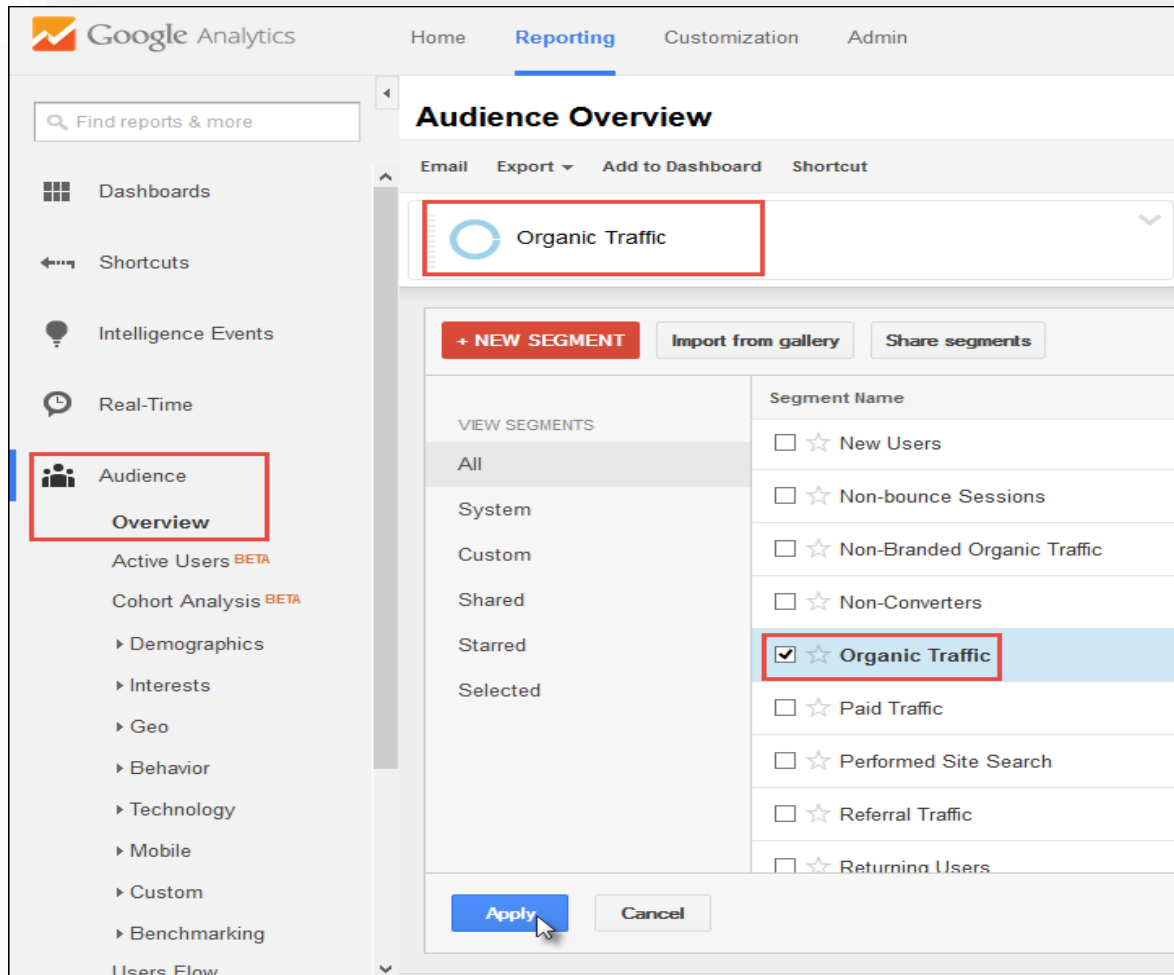 Google Analytics
Home Reporting Customization Admin
Find reports & more
Dashboards
Shortcuts
Intelligence Events
Real-Time
Audience
Overview
Active Users BETA
Cohort Analysis BETA
Demographics
Interests
Geo
Behavior
Technology
Mobile
Custom
Benchmarking
Users Flow
Audience Overview
Email Export Add to Dashboard Shortcut
Organic Traffic
+ NEW SEGMENT Import from gallery Share segments
VIEW SEGMENTS
All
System
Custom
Shared
Starred
Selected
Segment Name
New Users
Non-bounce Sessions
Non-Branded Organic Traffic
Non-Converters
Organic Traffic
Paid Traffic
Performed Site Search
Referral Traffic
Returning Users
Apply Cancel